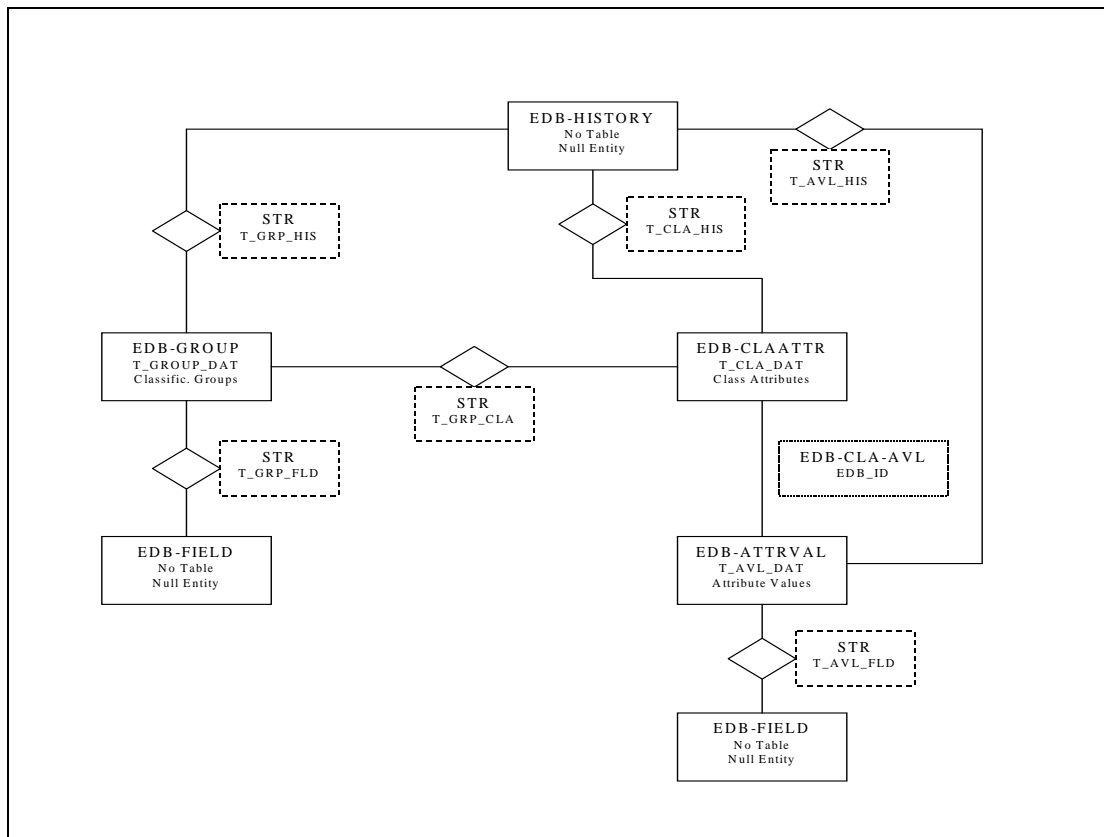 EDB-HISTORY
No Table
Null Entity
STR
T_AVL_HIS
STR
T_GRP_HIS
STR
T_CLA_HIS
EDB-GROUP
T_GROUP_DAT
Classific. Groups
EDB-CLAATTR
T_CLA_DAT
Class Attributes
STR
T_GRP_CLA
STR
T_GRP_FLD
EDB-CLA-AVL
EDB_ID
EDB-FIELD
No Table
Null Entity
EDB-ATTRVAL
T_AVL_DAT
Attribute Values
STR
T_AVL_FLD
EDB-FIELD
No Table
Null Entity